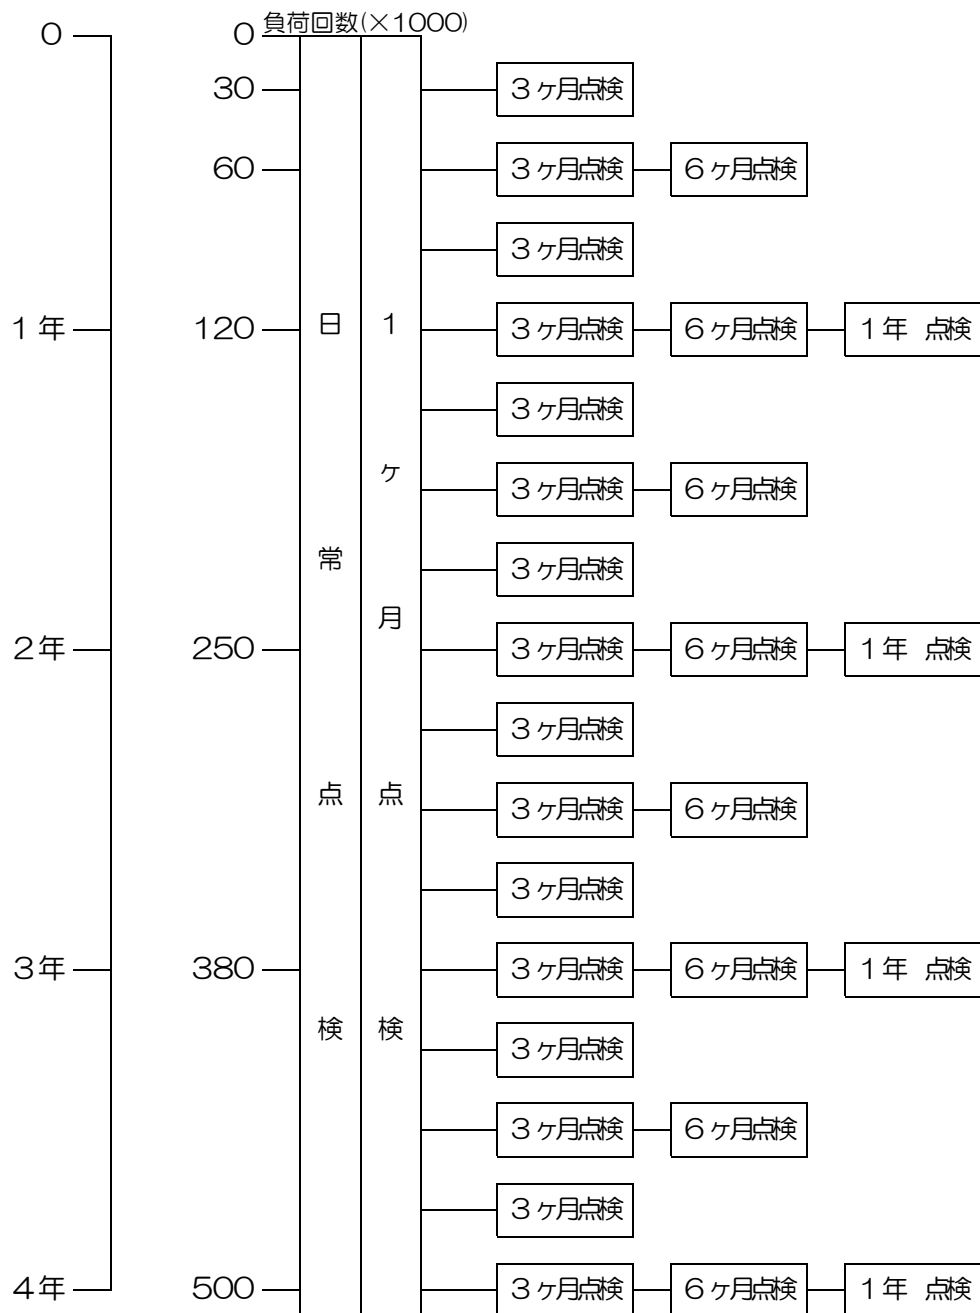 負荷回数(×1000)
0 0
30 3ヶ月点検
60 3ヶ月点検 6ヶ月点検
3ヶ月点検
1年 120 3ヶ月点検 6ヶ月点検 1年 点検
3ヶ月点検
3ヶ月点検 6ヶ月点検
3ヶ月点検
2年 250 3ヶ月点検 6ヶ月点検 1年 点検
3ヶ月点検
3ヶ月点検 6ヶ月点検
3ヶ月点検
3年 380 3ヶ月点検 6ヶ月点検 1年 点検
3ヶ月点検
3ヶ月点検 6ヶ月点検
3ヶ月点検
4年 500 3ヶ月点検 6ヶ月点検 1年 点検
日常点検
1ヶ月点検